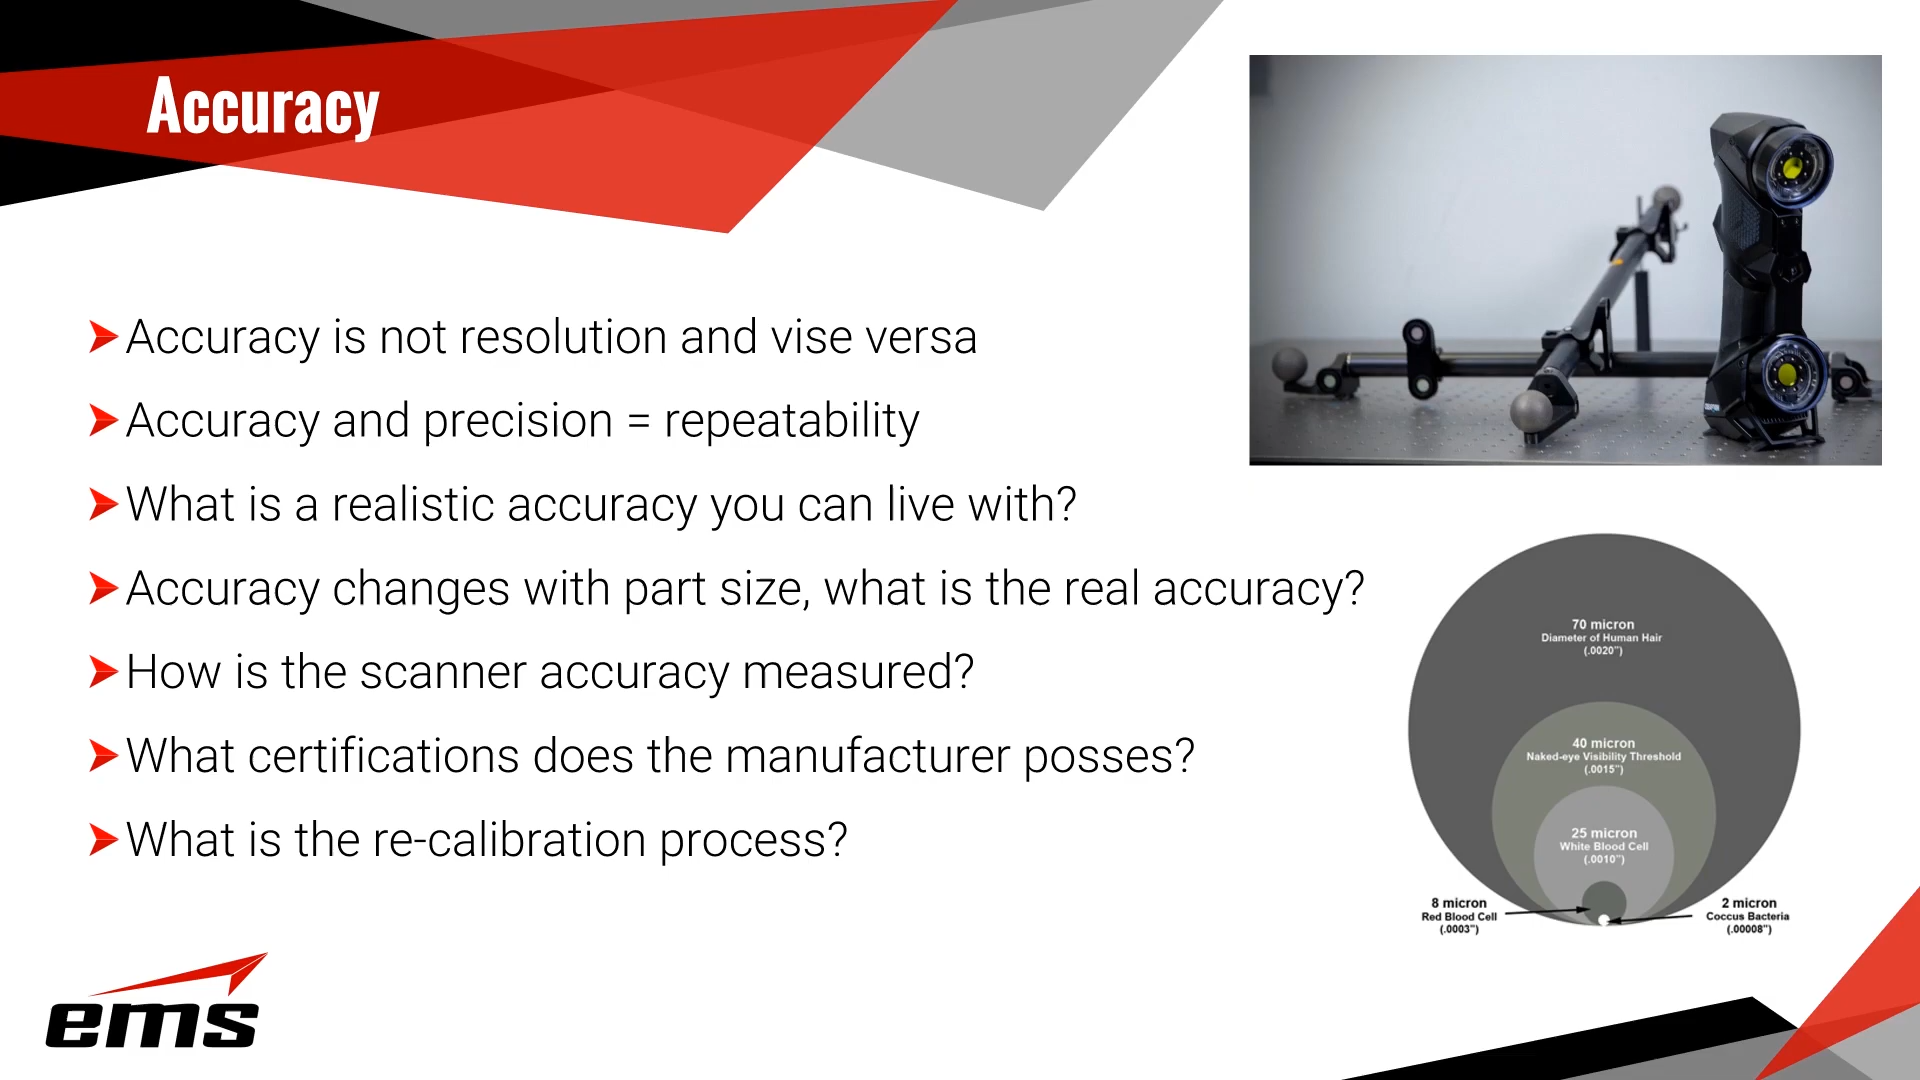 Accuracy
Accuracy is not resolution and vise versa
Accuracy and precision = repeatability
What is a realistic accuracy you can live with?
Accuracy changes with part size, what is the real accuracy?
How is the scanner accuracy measured?
What certifications does the manufacturer posses?
What is the re-calibration process?
70 micron
Diameter of Human Hair
(.0020")
40 micron
Naked-eye Visibility Threshold
(.0015")
25 micron
White Blood Cell
(.0010")
8 micron
Red Blood Cell
(.0003")
2 micron
Coccus Bacteria
(.00008")
ems